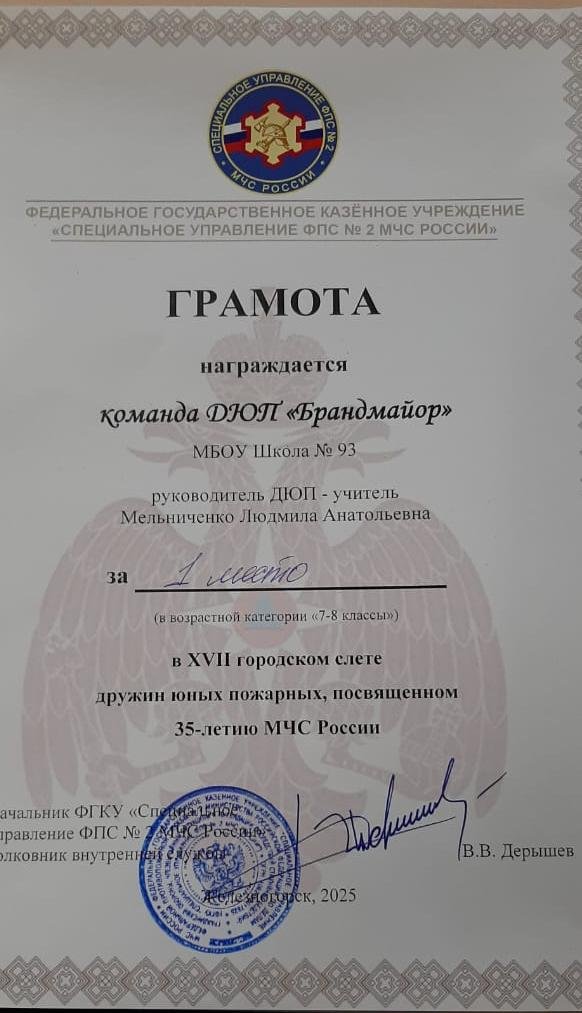 СПЕЦИАЛЬНОЕ УПРАВЛЕНИЕ ФПС № 2
МЧС РОССИИ
ФЕДЕРАЛЬНОЕ ГОСУДАРСТВЕННОЕ КАЗЁННОЕ УЧРЕЖДЕНИЕ
«СПЕЦИАЛЬНОЕ УПРАВЛЕНИЕ ФПС № 2 МЧС РОССИИ»
ГРАМОТА
награждается
команда ДЮП «Брандмайор»
МБОУ Школа № 93
руководитель ДЮП - учитель
Мельниченко Людмила Анатольевна
за 1 место
(в возрастной категории «7-8 классы»)
в XVII городском слете
дружин юных пожарных, посвященном
35-летию МЧС России
ачальник ФГКУ «Специальное
правление ФПС № 2 МЧС России»
олковник внутренней службы
В.В. Дерышев
Железногорск, 2025